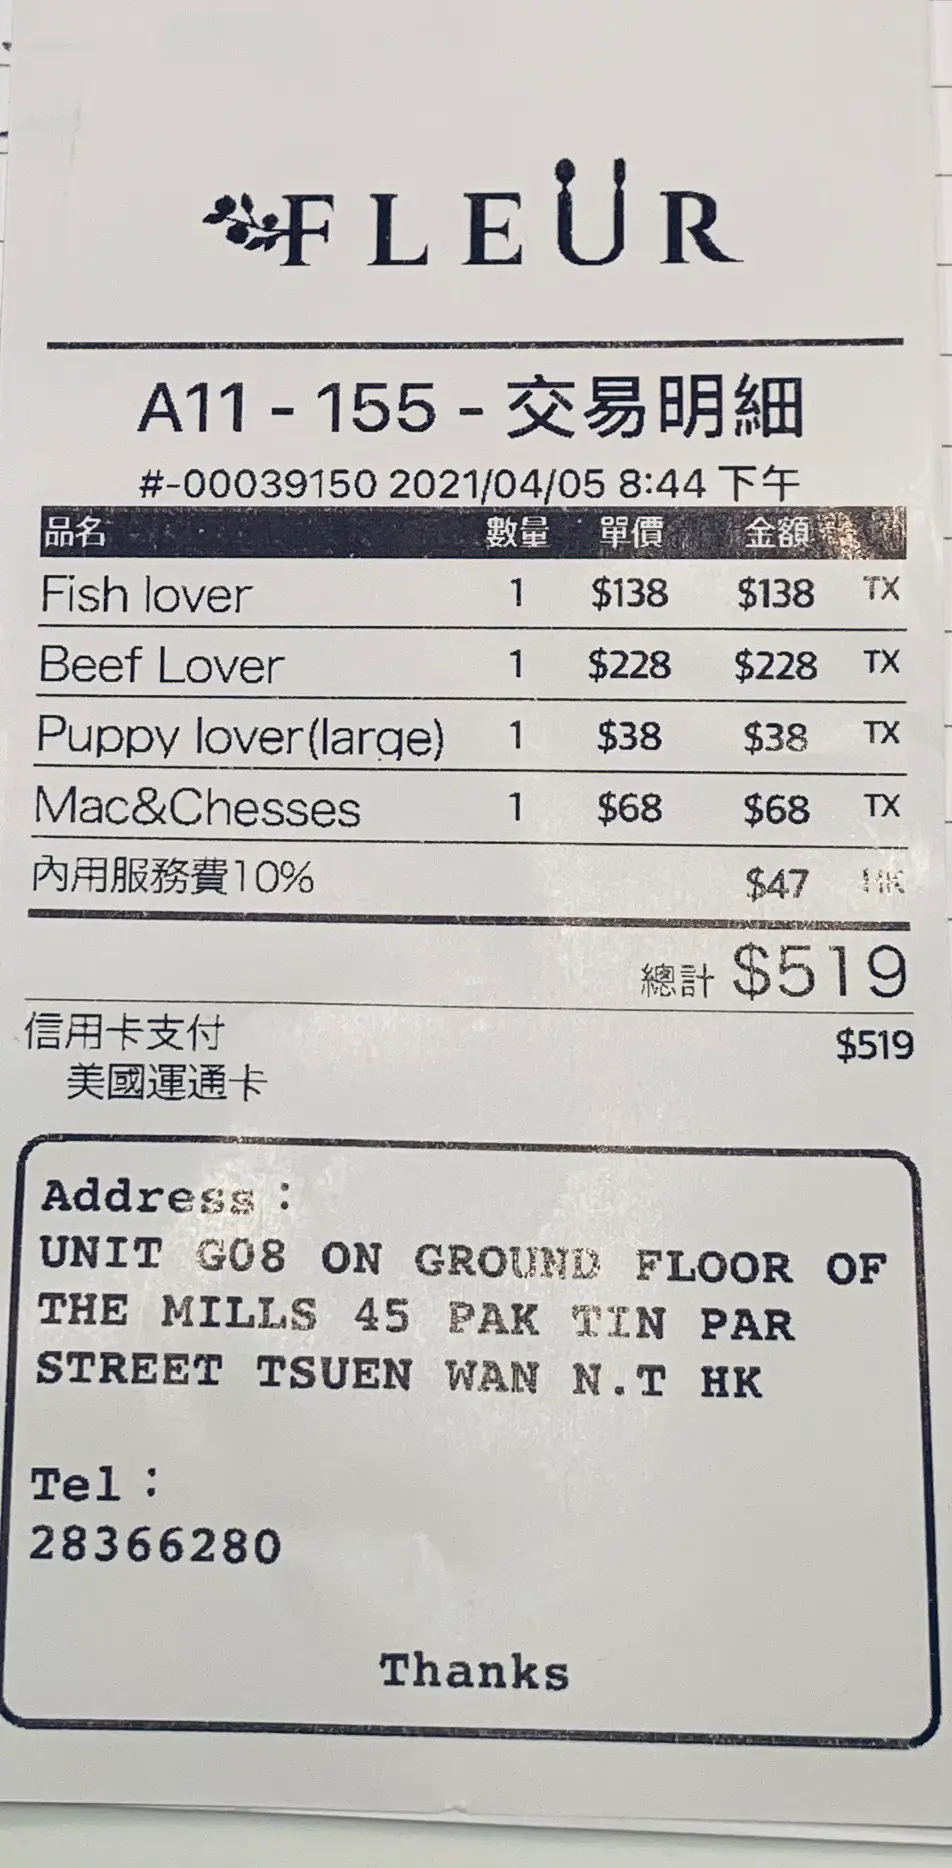 FLEUR
A11 - 155 - 交易明細
#-00039150 2021/04/05 8:44 下午
品名 數量 單價 金額
Fish lover 1 $138 $138 TX
Beef Lover 1 $228 $228 TX
Puppy lover(large) 1 $38 $38 TX
Mac&Chesses 1 $68 $68 TX
內用服務費10% $47 HK
總計 $519
信用卡支付 $519
美國運通卡
Address：
UNIT G08 ON GROUND FLOOR OF
THE MILLS 45 PAK TIN PAR
STREET TSUEN WAN N.T HK
Tel：
28366280
Thanks